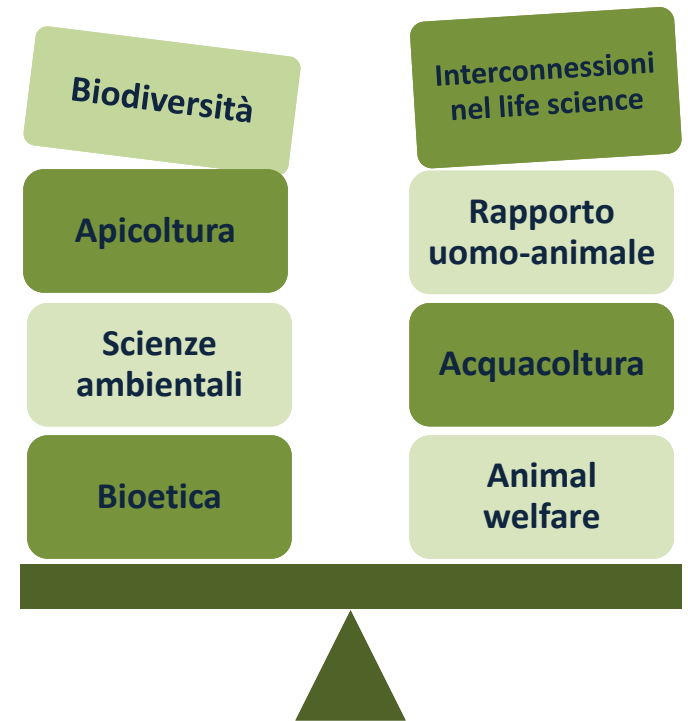 Biodiversità
Apicoltura
Scienze
ambientali
Bioetica
Interconnessioni
nel life science
Rapporto
uomo-animale
Acquacoltura
Animal
welfare